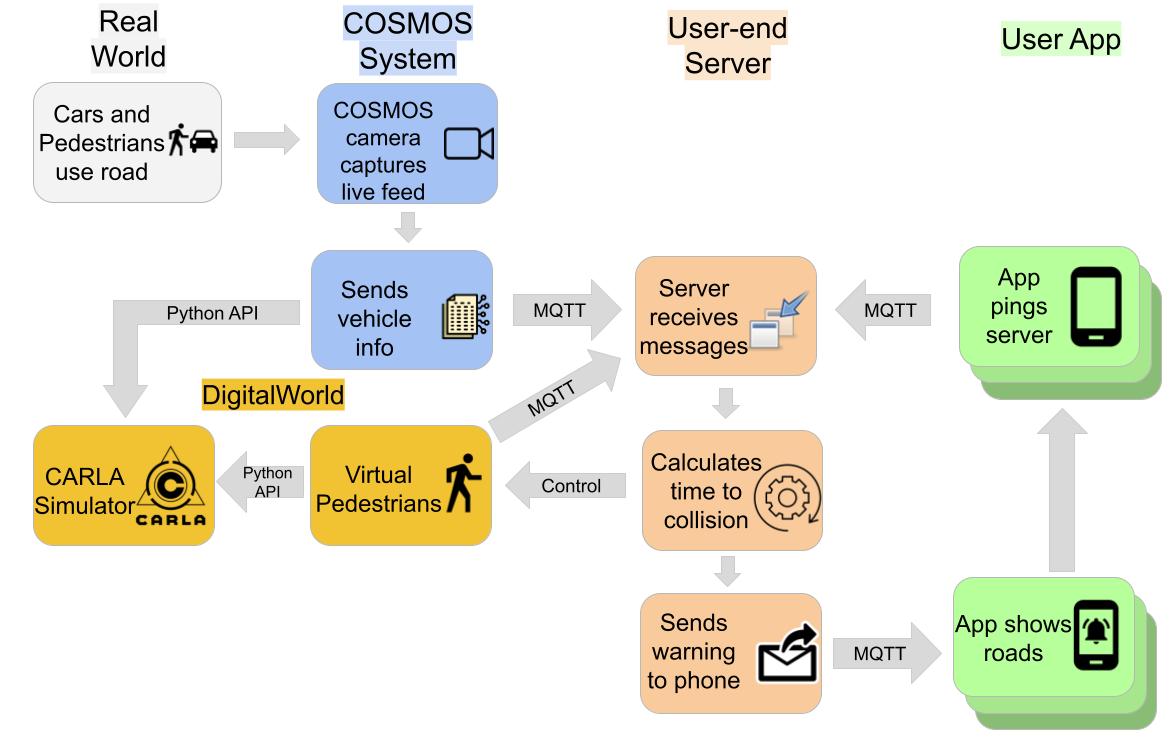 Real
World
COSMOS
System
User-end
Server
User App
Cars and
Pedestrians
use road
COSMOS
camera
captures
live feed
Sends
vehicle
info
Python API
MQTT
Server
receives
messages
MQTT
App
pings
server
DigitalWorld
MQTT
CARLA
Simulator
CARLA
Python
API
Virtual
Pedestrians
Control
Calculates
time to
collision
Sends
warning
to phone
MQTT
App shows
roads